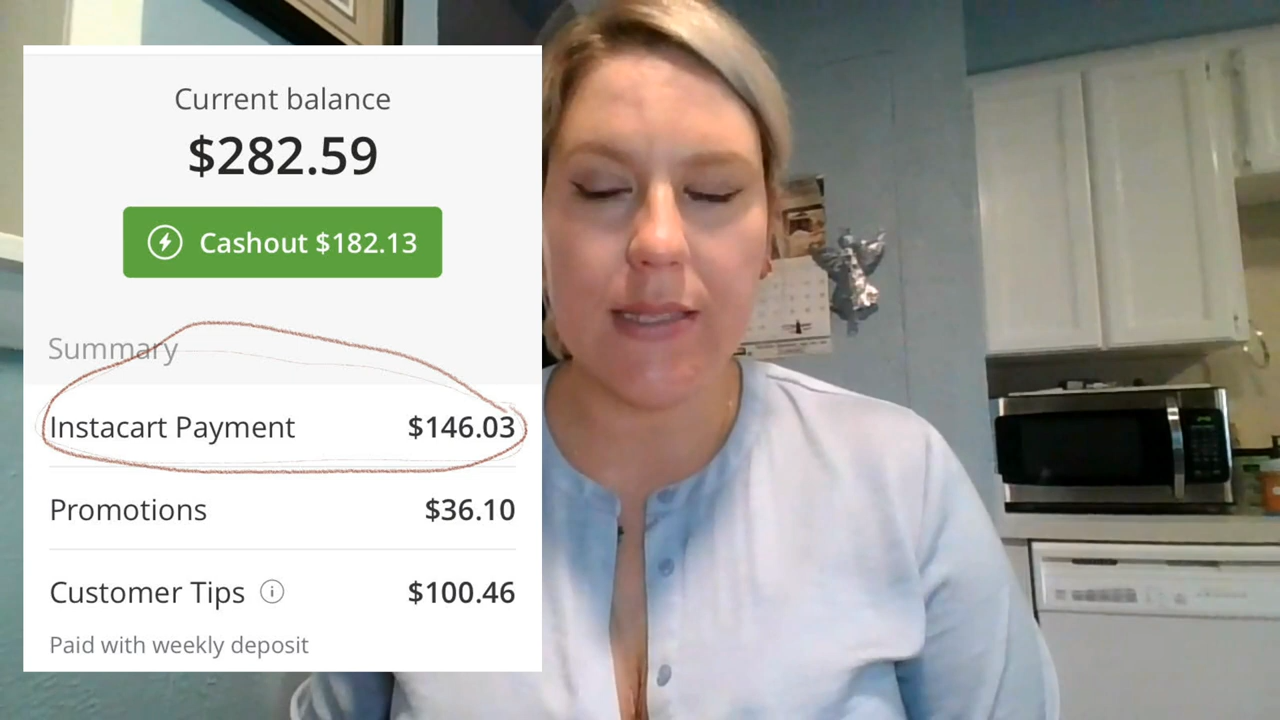 Current balance
$282.59
Cashout $182.13
Summary
Instacart Payment $146.03
Promotions $36.10
Customer Tips $100.46
Paid with weekly deposit